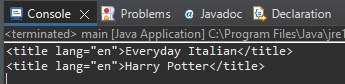 Console Problems Javadoc Declaration
<terminated> main [Java Application] C:\Program Files\Java\jre1
<title lang="en">Everyday Italian</title>
<title lang="en">Harry Potter</title>